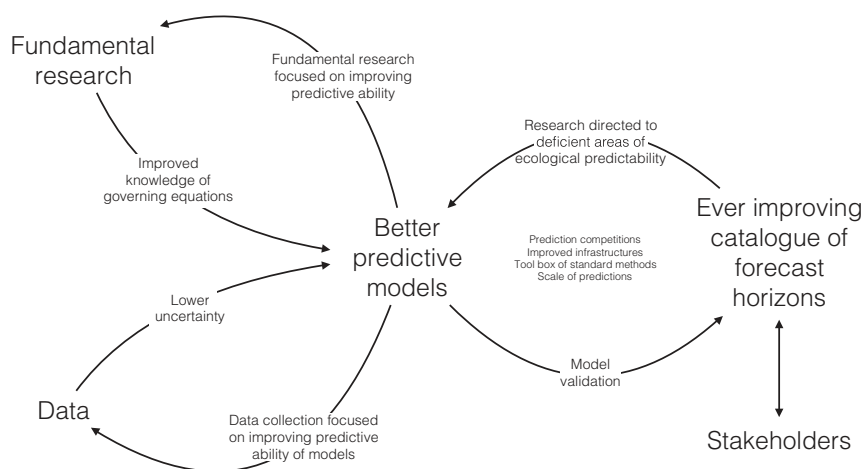 Fundamental
research
Fundamental research
focused on improving
predictive ability
Improved
knowledge of
governing equations
Research directed to
deficient areas of
ecological predictability
Better
predictive
models
Prediction competitions
Improved infrastructures
Tool box of standard methods
Scale of predictions
Ever improving
catalogue of
forecast
horizons
Lower
uncertainty
Model
validation
Data
Data collection focused
on improving predictive
ability of models
Stakeholders